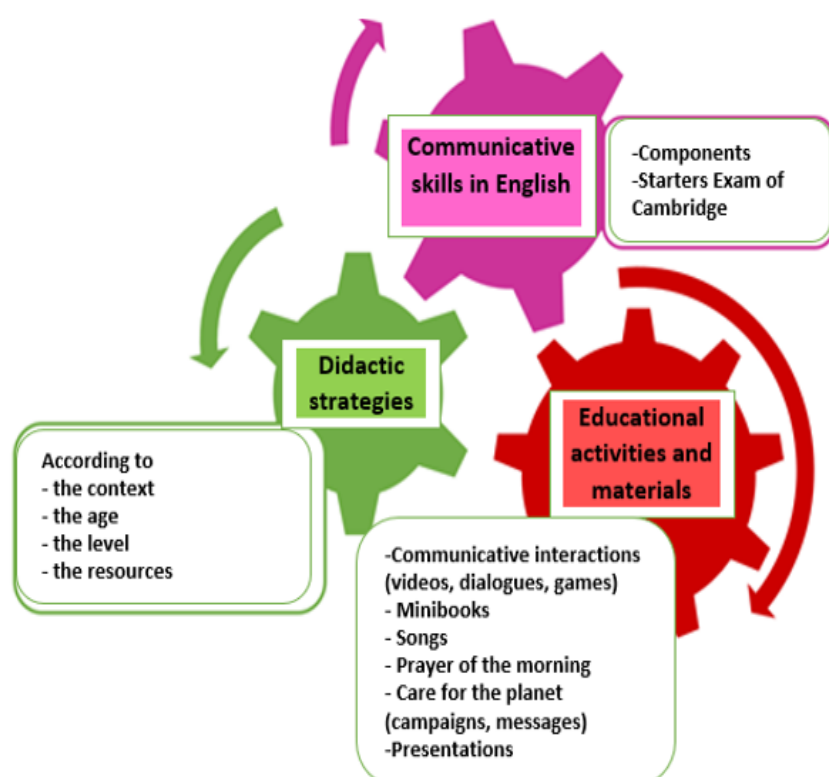 Communicative
skills in English
-Components
-Starters Exam of
Cambridge
Didactic
strategies
According to
- the context
- the age
- the level
- the resources
Educational
activities and
materials
-Communicative interactions
(videos, dialogues, games)
- Minibooks
- Songs
- Prayer of the morning
- Care for the planet
(campaigns, messages)
-Presentations